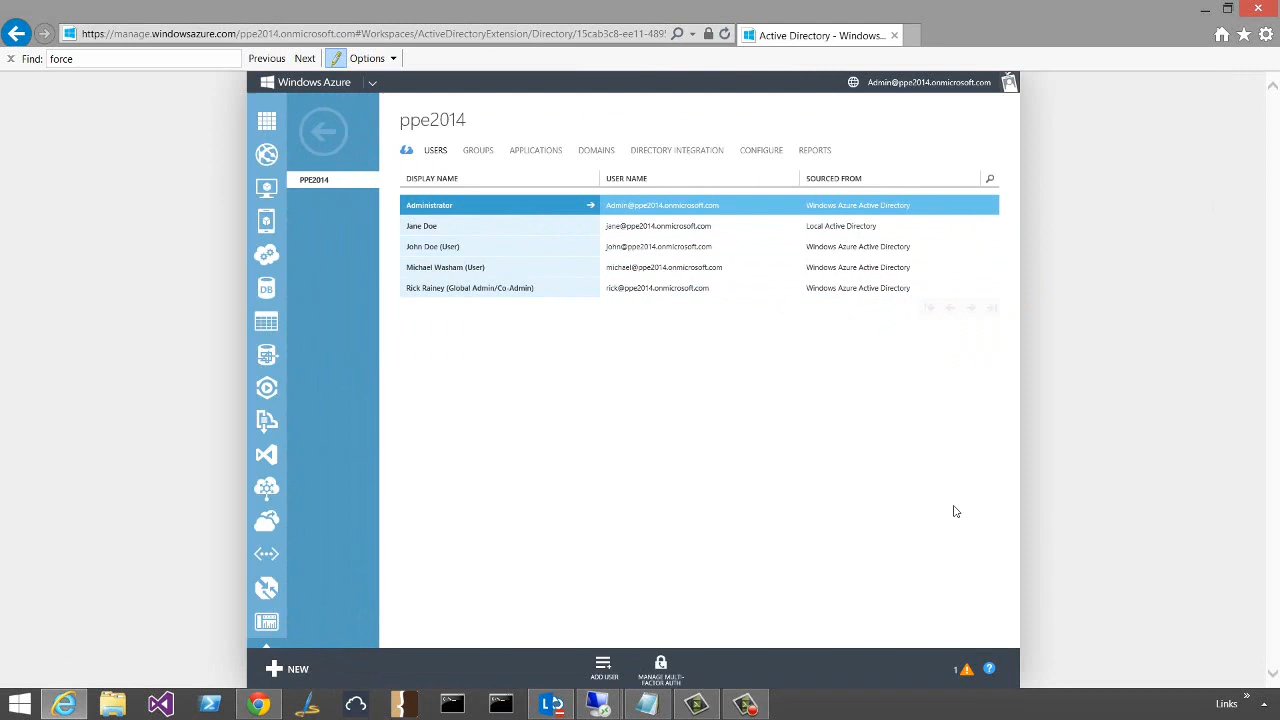 https://manage.windowsazure.com/ppe2014.onmicrosoft.com#Workspaces/ActiveDirectoryExtension/Directory/15cab3c8-ee11-489
Active Directory - Windows...
Find: force Previous Next Options
Windows Azure Admin@ppe2014.onmicrosoft.com
ppe2014
USERS GROUPS APPLICATIONS DOMAINS DIRECTORY INTEGRATION CONFIGURE REPORTS
PPE2014
DISPLAY NAME USER NAME SOURCED FROM
Administrator Admin@ppe2014.onmicrosoft.com Windows Azure Active Directory
Jane Doe jane@ppe2014.onmicrosoft.com Local Active Directory
John Doe (User) john@ppe2014.onmicrosoft.com Windows Azure Active Directory
Michael Washam (User) michael@ppe2014.onmicrosoft.com Windows Azure Active Directory
Rick Rainey (Global Admin/Co-Admin) rick@ppe2014.onmicrosoft.com Windows Azure Active Directory
DB
NEW
ADD USER
MANAGE MULTI-
FACTOR AUTH
1
Links